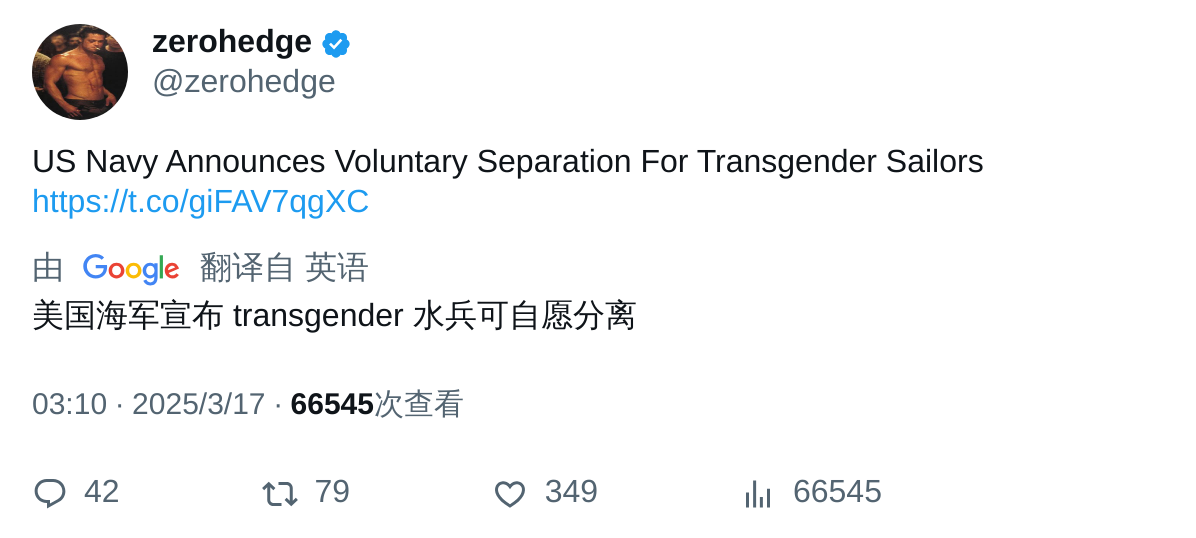 zerohedge
@zerohedge
US Navy Announces Voluntary Separation For Transgender Sailors
https://t.co/giFAV7qgXC
由 Google 翻译自 英语
美国海军宣布 transgender 水兵可自愿分离
03:10 · 2025/3/17 · 66545次查看
42 79 349 66545